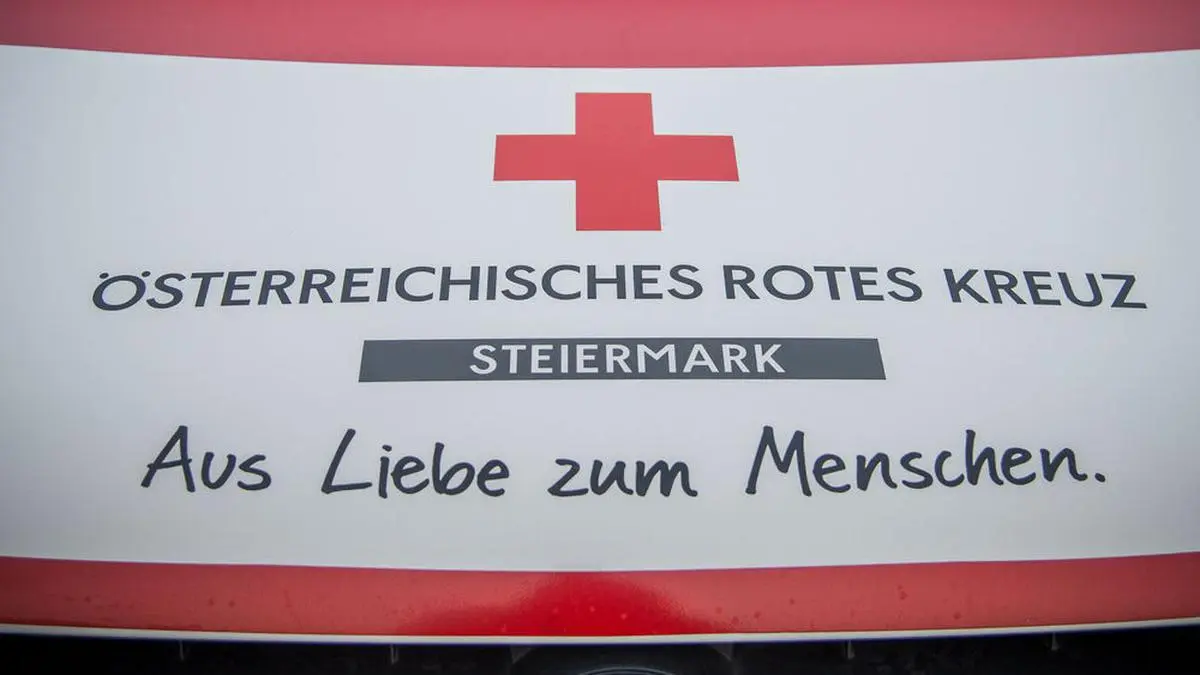 ÖSTERREICHISCHES ROTES KREUZ
STEIERMARK
Aus Liebe zum Menschen.